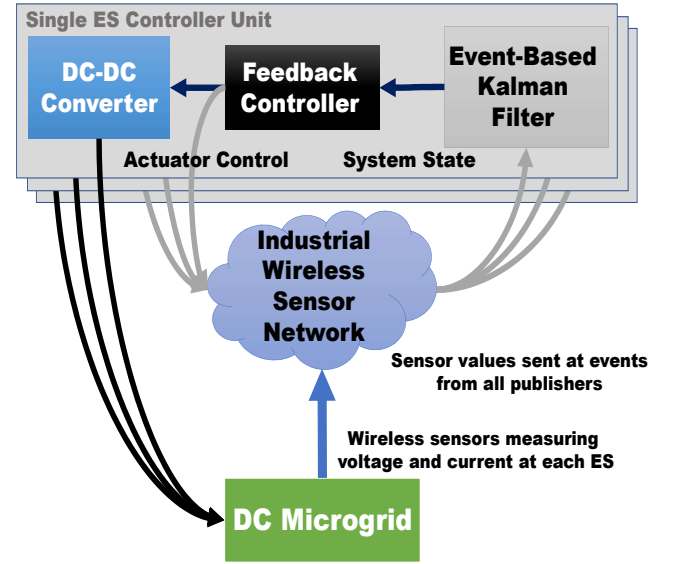 Single ES Controller Unit
DC-DC
Converter
Feedback
Controller
Event-Based
Kalman
Filter
Actuator Control
System State
Industrial
Wireless
Sensor
Network
Sensor values sent at events
from all publishers
Wireless sensors measuring
voltage and current at each ES
DC Microgrid